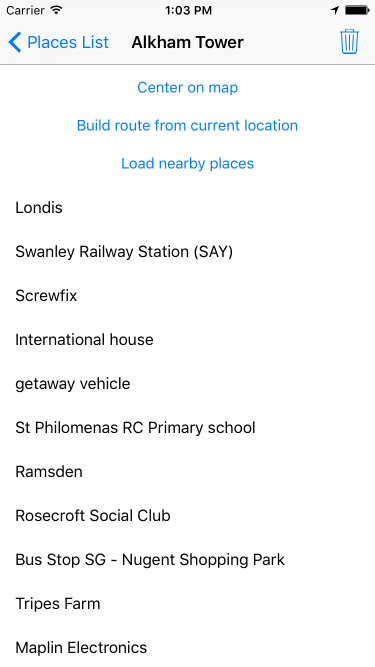 Carrier 1:03 PM
Places List Alkham Tower
Center on map
Build route from current location
Load nearby places
Londis
Swanley Railway Station (SAY)
Screwfix
International house
getaway vehicle
St Philomenas RC Primary school
Ramsden
Rosecroft Social Club
Bus Stop SG - Nugent Shopping Park
Tripes Farm
Maplin Electronics